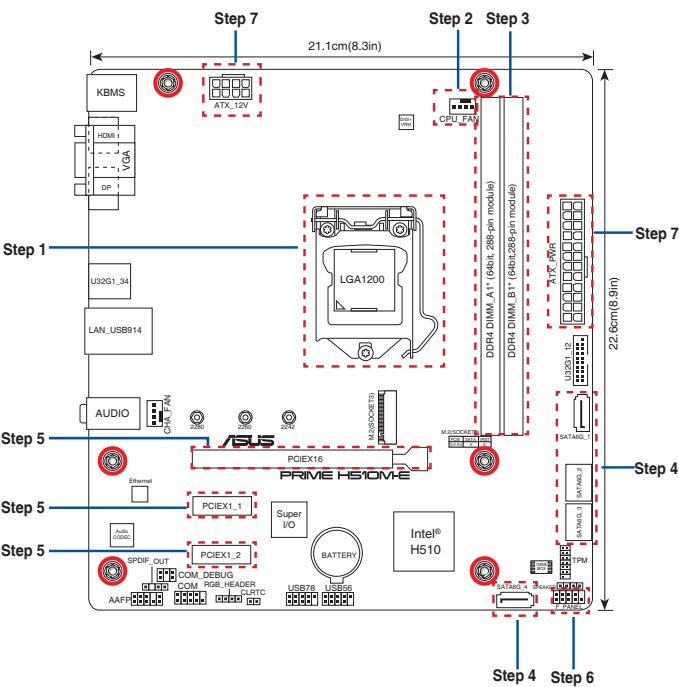 Step 7
Step 2
Step 3
21.1cm(8.3in)
KBMS
ATX_12V
CPU_FAN
DIGI+
VRM
HDMI
VGA
DP
Step 1
Step 7
LGA1200
DDR4 DIMM_A1* (64bit, 288-pin module)
DDR4 DIMM_B1* (64bit,288-pin module)
ATX_PWR
22.6cm(8.9in)
U32G1_34
LAN_USB914
U32G1_12
AUDIO
CHA_FAN
2280
2260
2242
M.2(SOCKET3)
SATA6G_1
Step 5
ASUS
PCIEX16
PRIME H510M-E
Step 4
Ethernet
SATA6G_2
Step 5
PCIEX1_1
Super
I/O
SATA6G_3
Audio
CODEC
Intel®
H510
Step 5
PCIEX1_2
BATTERY
SPDIF_OUT
COM_DEBUG
TPM
COM
RGB_HEADER
CLRTC
USB78
USB56
SATA6G_4
AAFP
F_PANEL
Step 4
Step 6